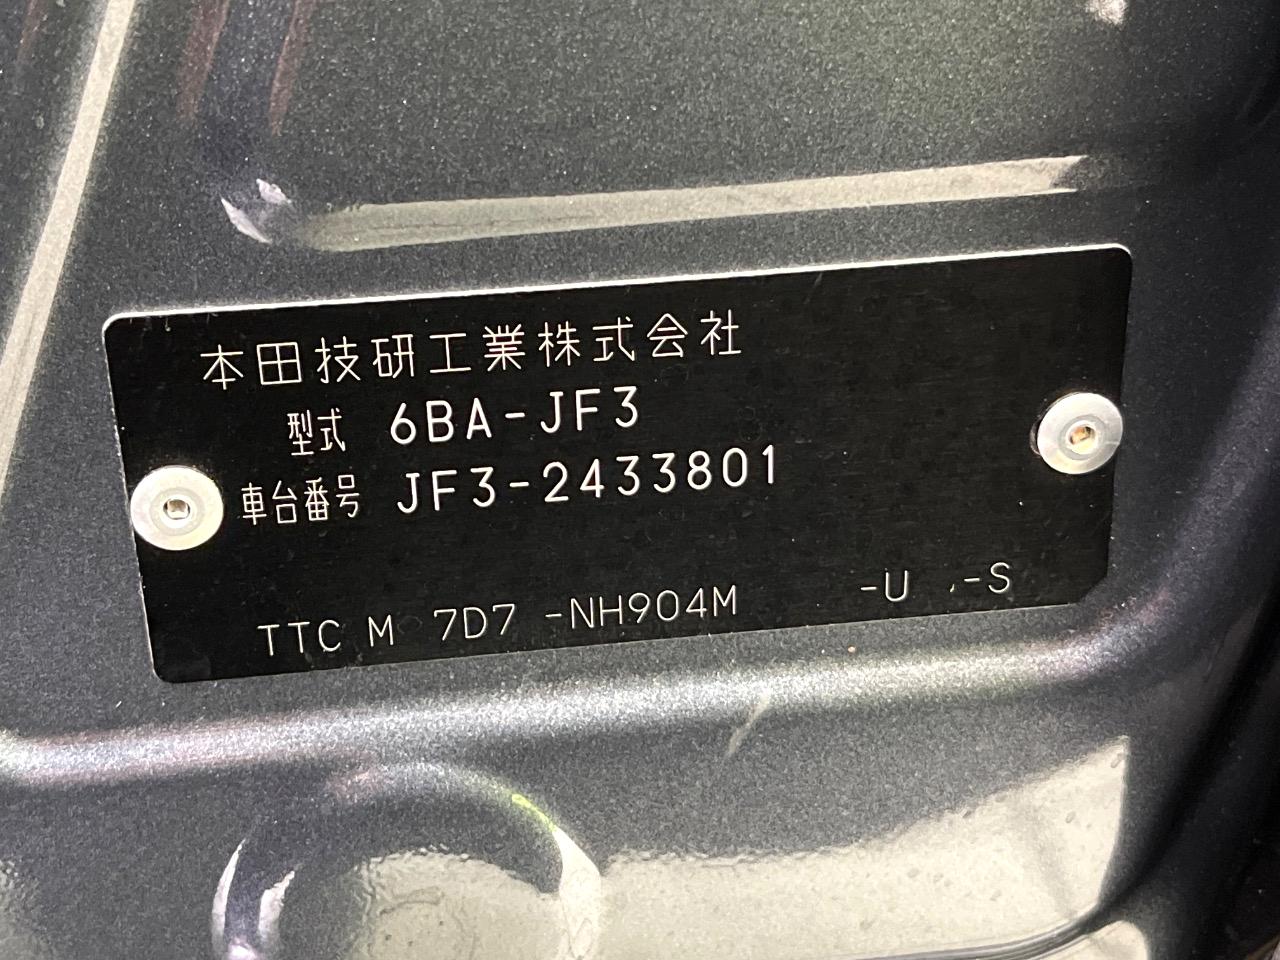 本田技研工業株式会社
型式 6BA-JF3
車台番号 JF3-2433801
TTC M 7D7 -NH904M -U -S